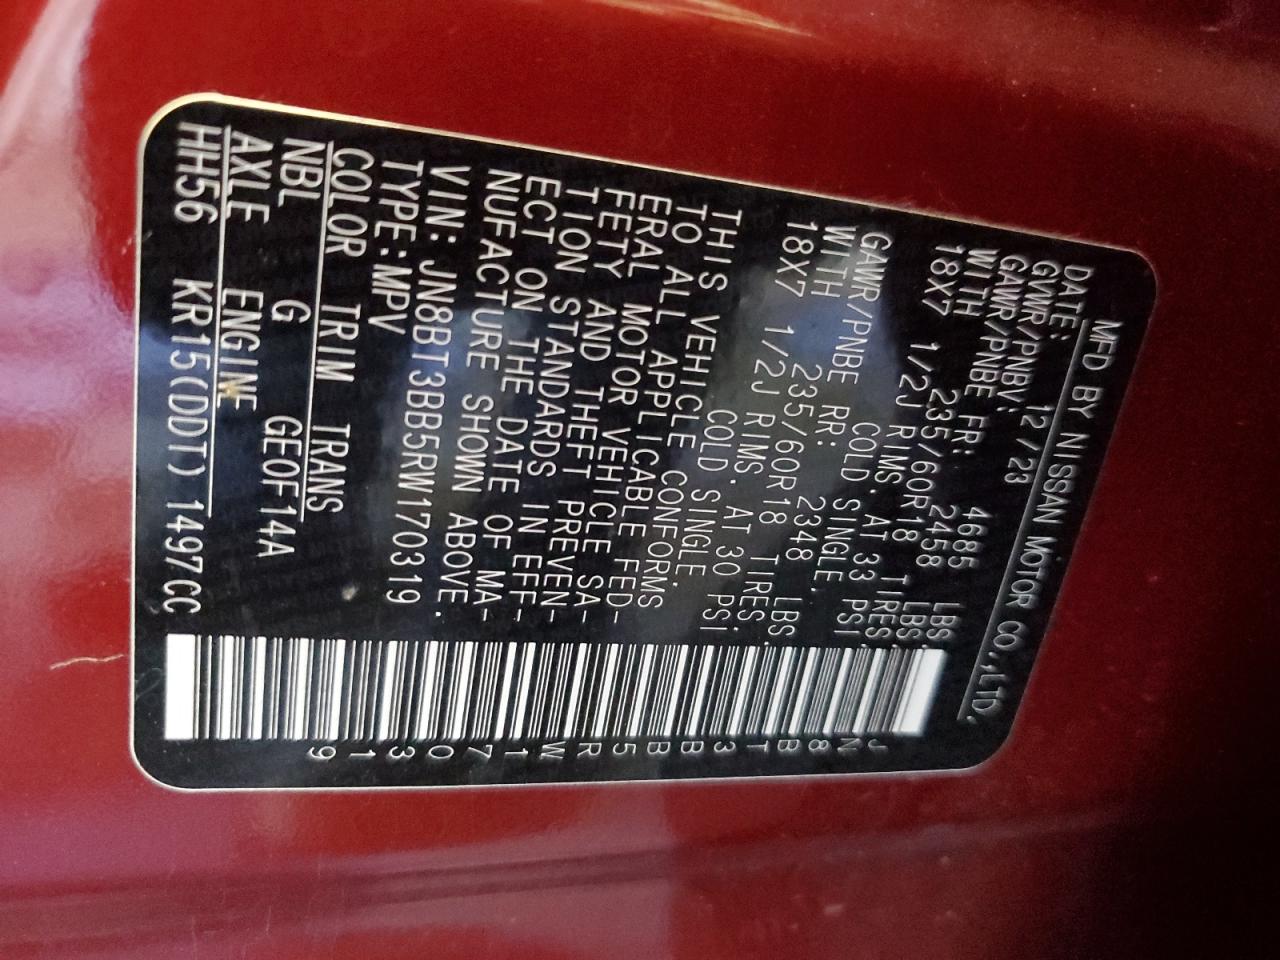 MFD BY NISSAN MOTOR CO.,LTD.
DATE: 12/23
GVWR/PNBV: 4685 LBS.
GAWR/PNBE FR: 2458 LBS.
WITH 235/60R18 TIRES,
18X7 1/2J RIMS, AT 33 PSI
COLD SINGLE.
GAWR/PNBE RR: 2348 LBS.
WITH 235/60R18 TIRES,
18X7 1/2J RIMS, AT 30 PSI
COLD SINGLE.
THIS VEHICLE CONFORMS
TO ALL APPLICABLE FED-
ERAL MOTOR VEHICLE SA-
FETY AND THEFT PREVEN-
TION STANDARDS IN EFF-
ECT ON THE DATE OF MA-
NUFACTURE SHOWN ABOVE.
VIN:JN8BT3BB5RW170319
TYPE:MPV
COLOR TRIM TRANS
NBL G GE0F14A
AXLE ENGINE
HH56 KR15(DDT) 1497CC
JN8BT3BB5RW170319